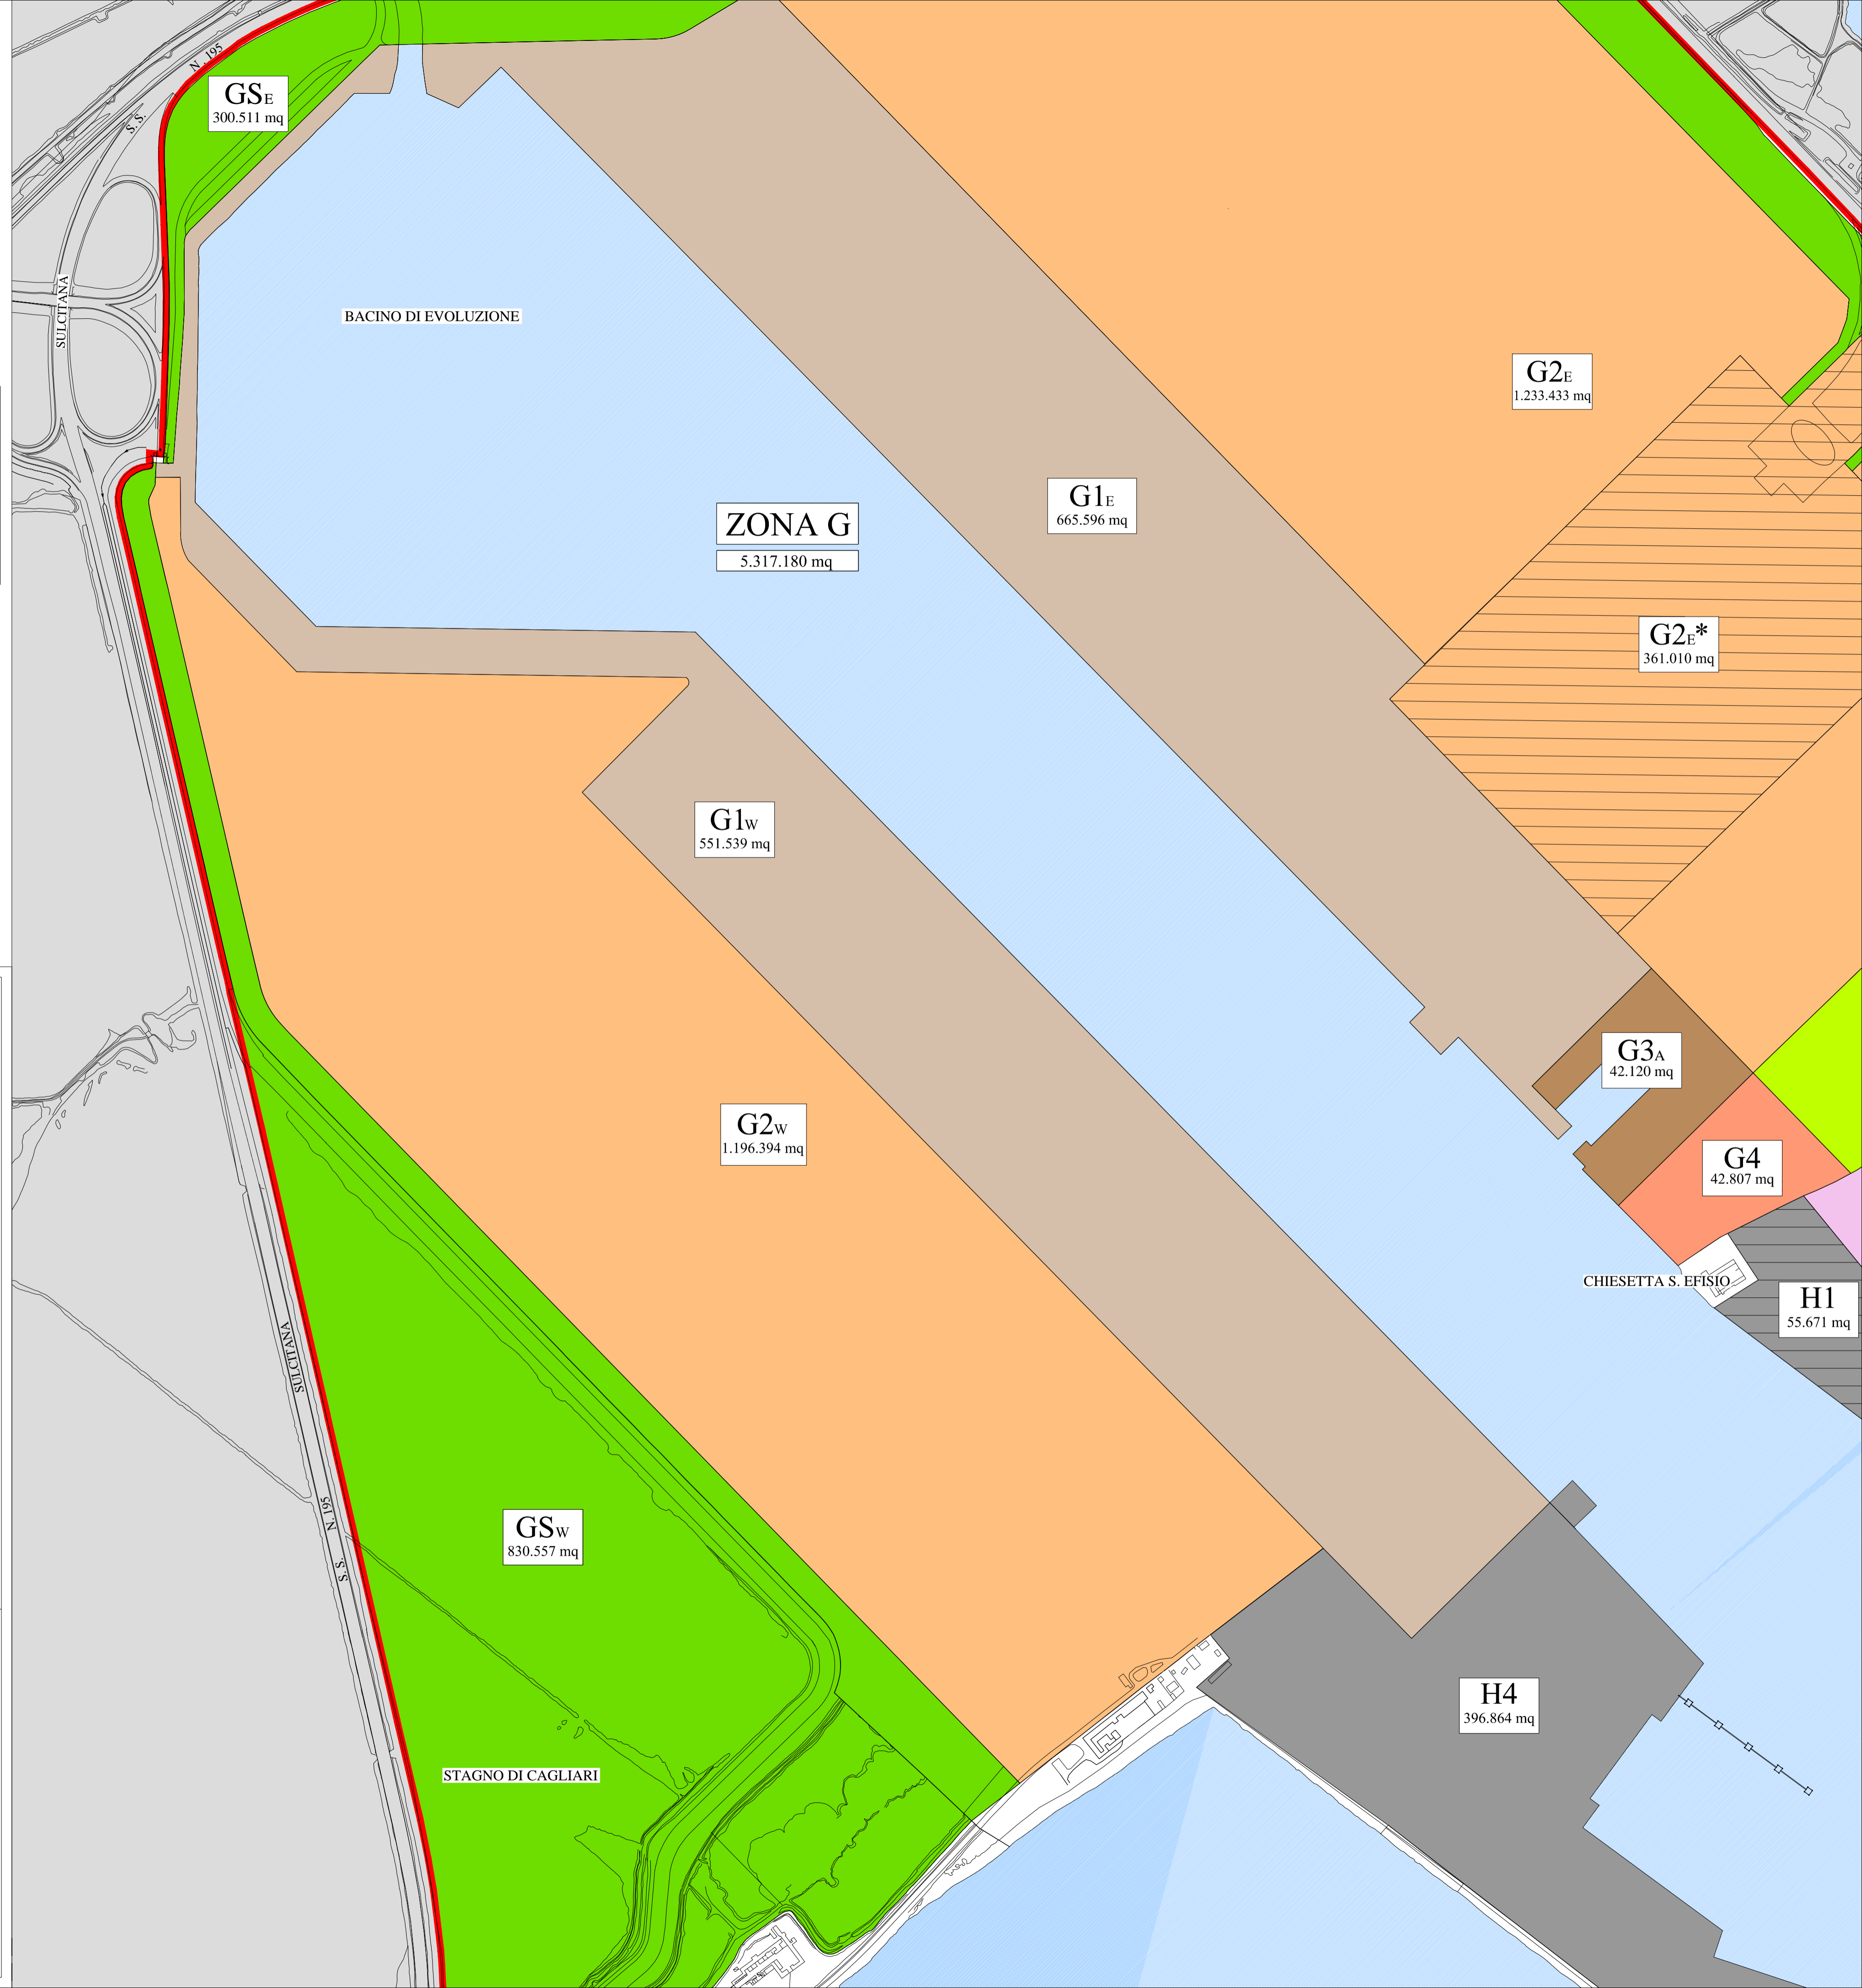 N. 195
GSE
300.511 mq
S.S.
SULCITANA
BACINO DI EVOLUZIONE
G2E
1.233.433 mq
G1E
665.596 mq
ZONA G
5.317.180 mq
G2E*
361.010 mq
G1W
551.539 mq
G3A
42.120 mq
G2W
1.196.394 mq
G4
42.807 mq
CHIESETTA S. EFISIO
H1
55.671 mq
SULCITANA
N. 195
S.S.
GSW
830.557 mq
H4
396.864 mq
STAGNO DI CAGLIARI